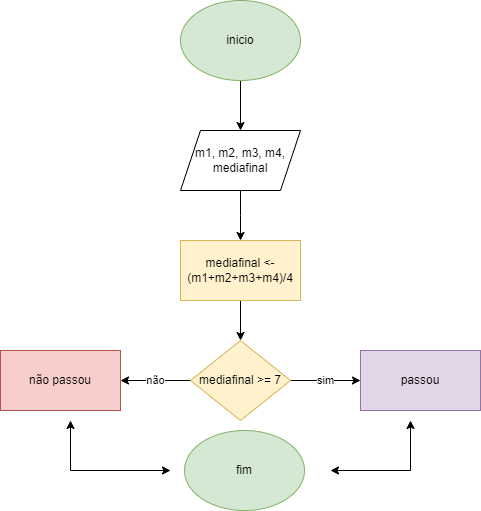 inicio
m1, m2, m3, m4,
mediafinal
mediafinal <-
(m1+m2+m3+m4)/4
não passou
não
mediafinal >= 7
sim
passou
fim